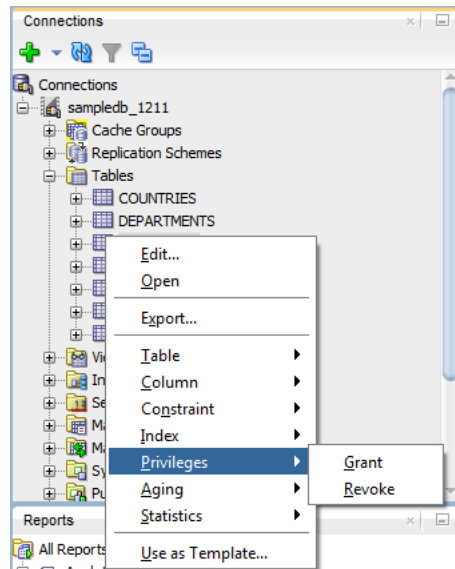 Connections
Connections
sampledb_1211
Cache Groups
Replication Schemes
Tables
COUNTRIES
DEPARTMENTS
Edit...
Open
Export...
Table
Column
Constraint
Index
Privileges
Aging
Statistics
Use as Template...
Grant
Revoke
Reports
All Reports